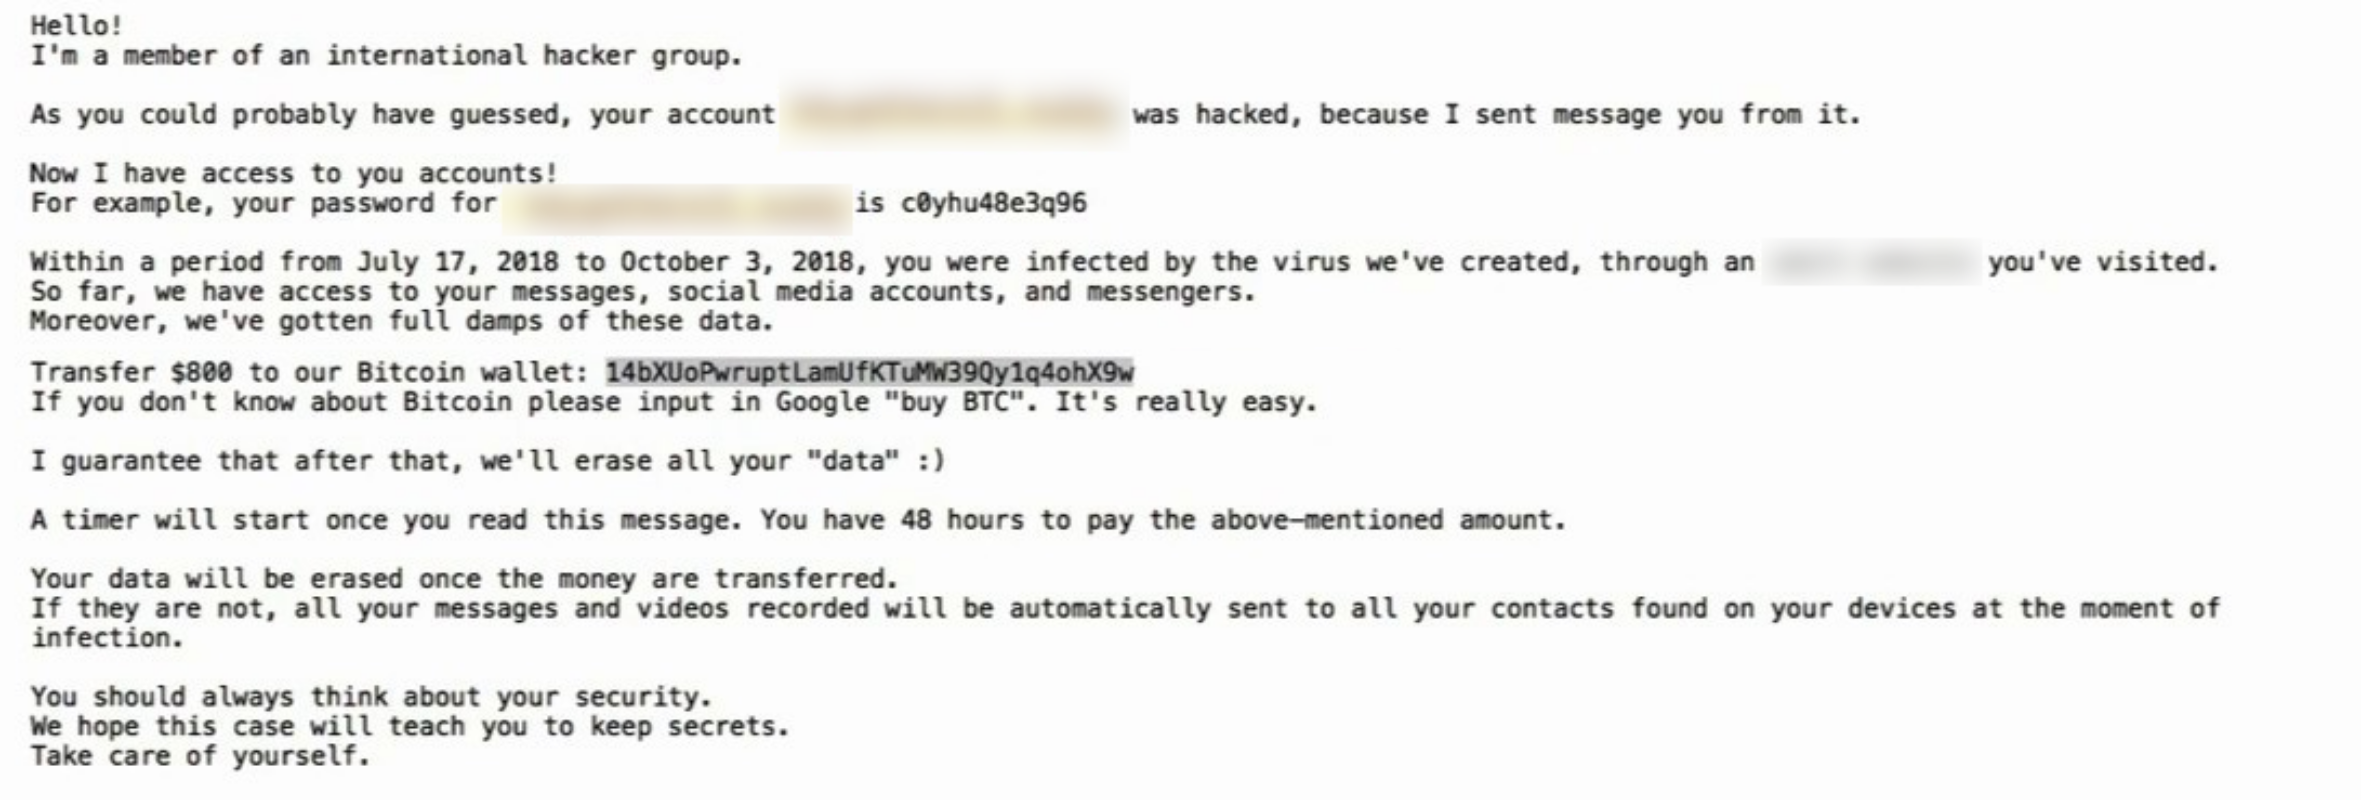 Hello!
I'm a member of an international hacker group.
As you could probably have guessed, your account was hacked, because I sent message you from it.
Now I have access to you accounts!
For example, your password for is c0yhu48e3q96
Within a period from July 17, 2018 to October 3, 2018, you were infected by the virus we've created, through an you've visited.
So far, we have access to your messages, social media accounts, and messengers.
Moreover, we've gotten full damps of these data.
Transfer $800 to our Bitcoin wallet: 14bXUoPwruptLamUfKTuMW39Qy1q4ohX9w
If you don't know about Bitcoin please input in Google "buy BTC". It's really easy.
I guarantee that after that, we'll erase all your "data" :)
A timer will start once you read this message. You have 48 hours to pay the above-mentioned amount.
Your data will be erased once the money are transferred.
If they are not, all your messages and videos recorded will be automatically sent to all your contacts found on your devices at the moment of
infection.
You should always think about your security.
We hope this case will teach you to keep secrets.
Take care of yourself.